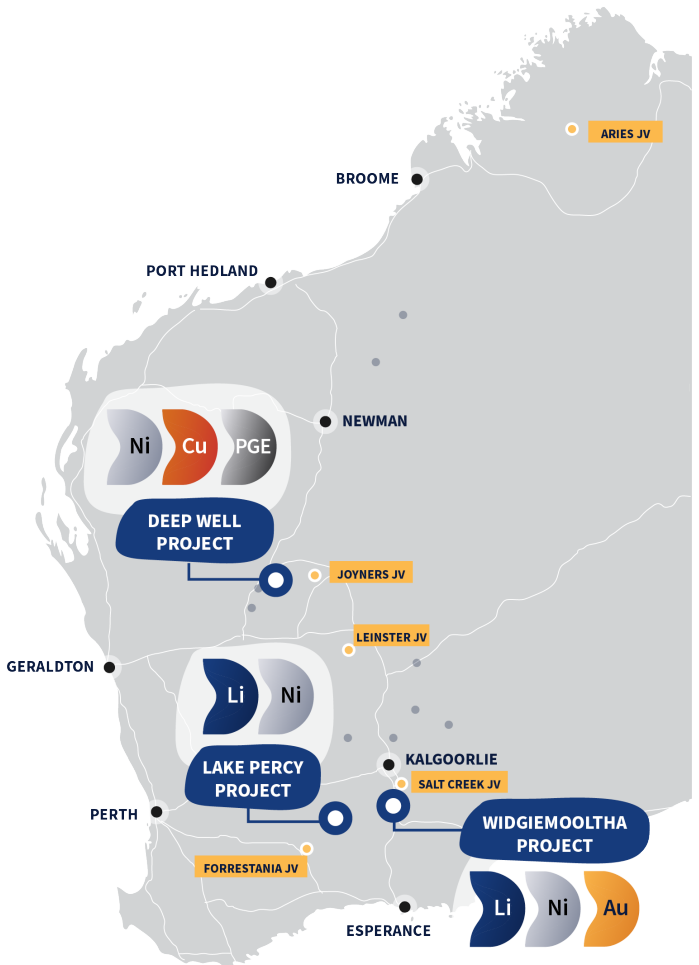 ARIES JV
BROOME
PORT HEDLAND
NEWMAN
Ni
Cu
PGE
DEEP WELL
PROJECT
JOYNERS JV
LEINSTER JV
GERALDTON
Li
Ni
KALGOORLIE
LAKE PERCY
PROJECT
SALT CREEK JV
PERTH
WIDGIEMOOLTHA
PROJECT
FORRESTANIA JV
Li
Ni
Au
ESPERANCE